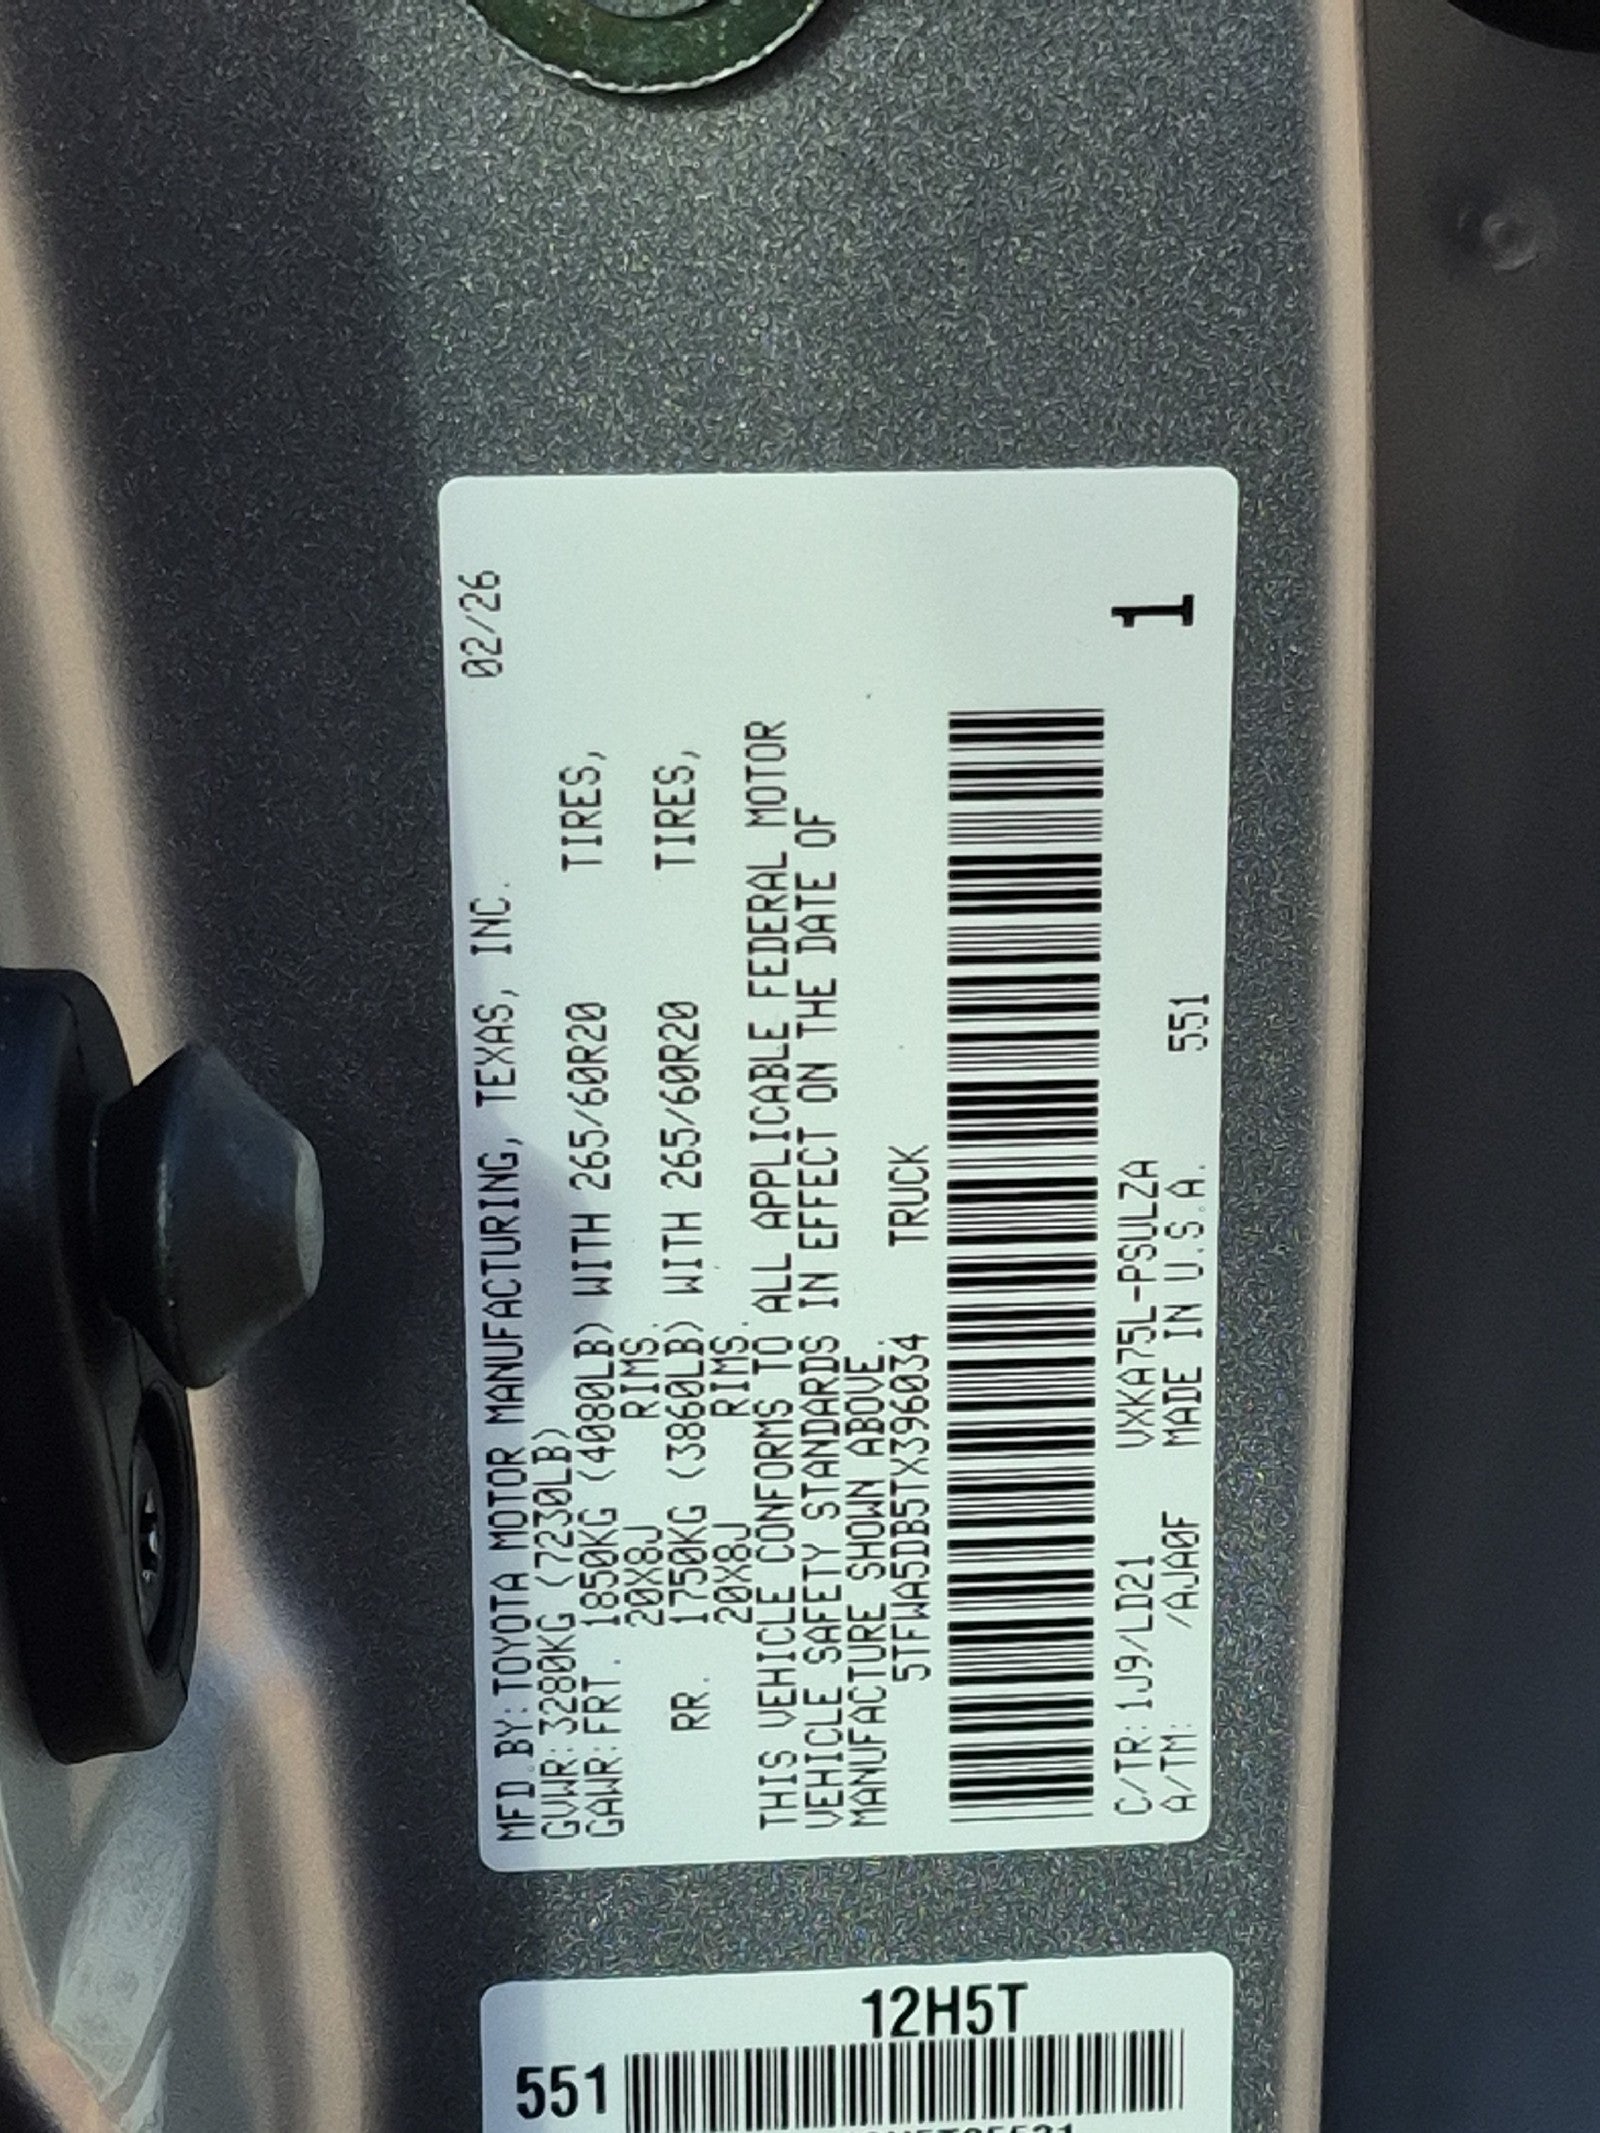 MFD.BY:TOYOTA MOTOR MANUFACTURING, TEXAS, INC. 02/26
GVWR:3280KG (7230LB)
GAWR:FRT. 1850KG (4080LB) WITH 265/60R20 TIRES,
20X8J RIMS.
RR. 1750KG (3860LB) WITH 265/60R20 TIRES,
20X8J RIMS.
THIS VEHICLE CONFORMS TO ALL APPLICABLE FEDERAL MOTOR
VEHICLE SAFETY STANDARDS IN EFFECT ON THE DATE OF
MANUFACTURE SHOWN ABOVE.
5TFWA5DB5TX396034 TRUCK
C/TR:1J9/LD21 VXKA75L-PSULZA
A/TM: /AJA0F MADE IN U.S.A. 551
1
12H5T
551